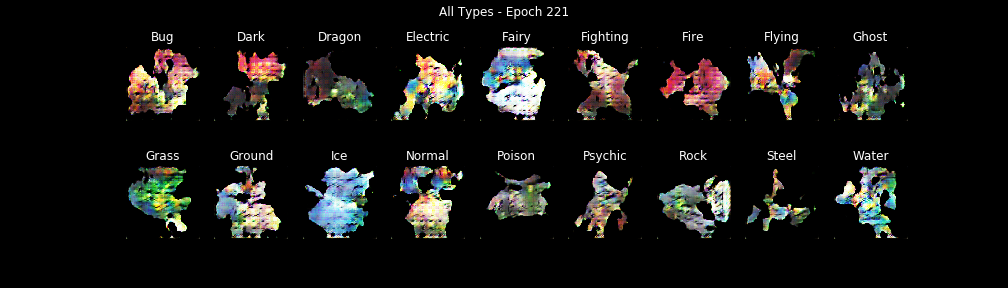 All Types - Epoch 221
Bug Dark Dragon Electric Fairy Fighting Fire Flying Ghost
Grass Ground Ice Normal Poison Psychic Rock Steel Water